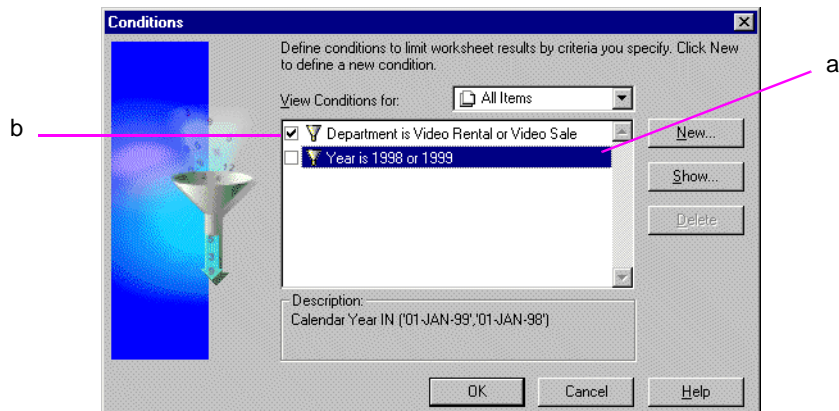 Conditions
Define conditions to limit worksheet results by criteria you specify. Click New
to define a new condition.
a
View Conditions for:
All Items
b
Department is Video Rental or Video Sale
New...
Year is 1998 or 1999
Show...
Delete
Description:
Calendar Year IN ('01-JAN-99','01-JAN-98')
OK
Cancel
Help